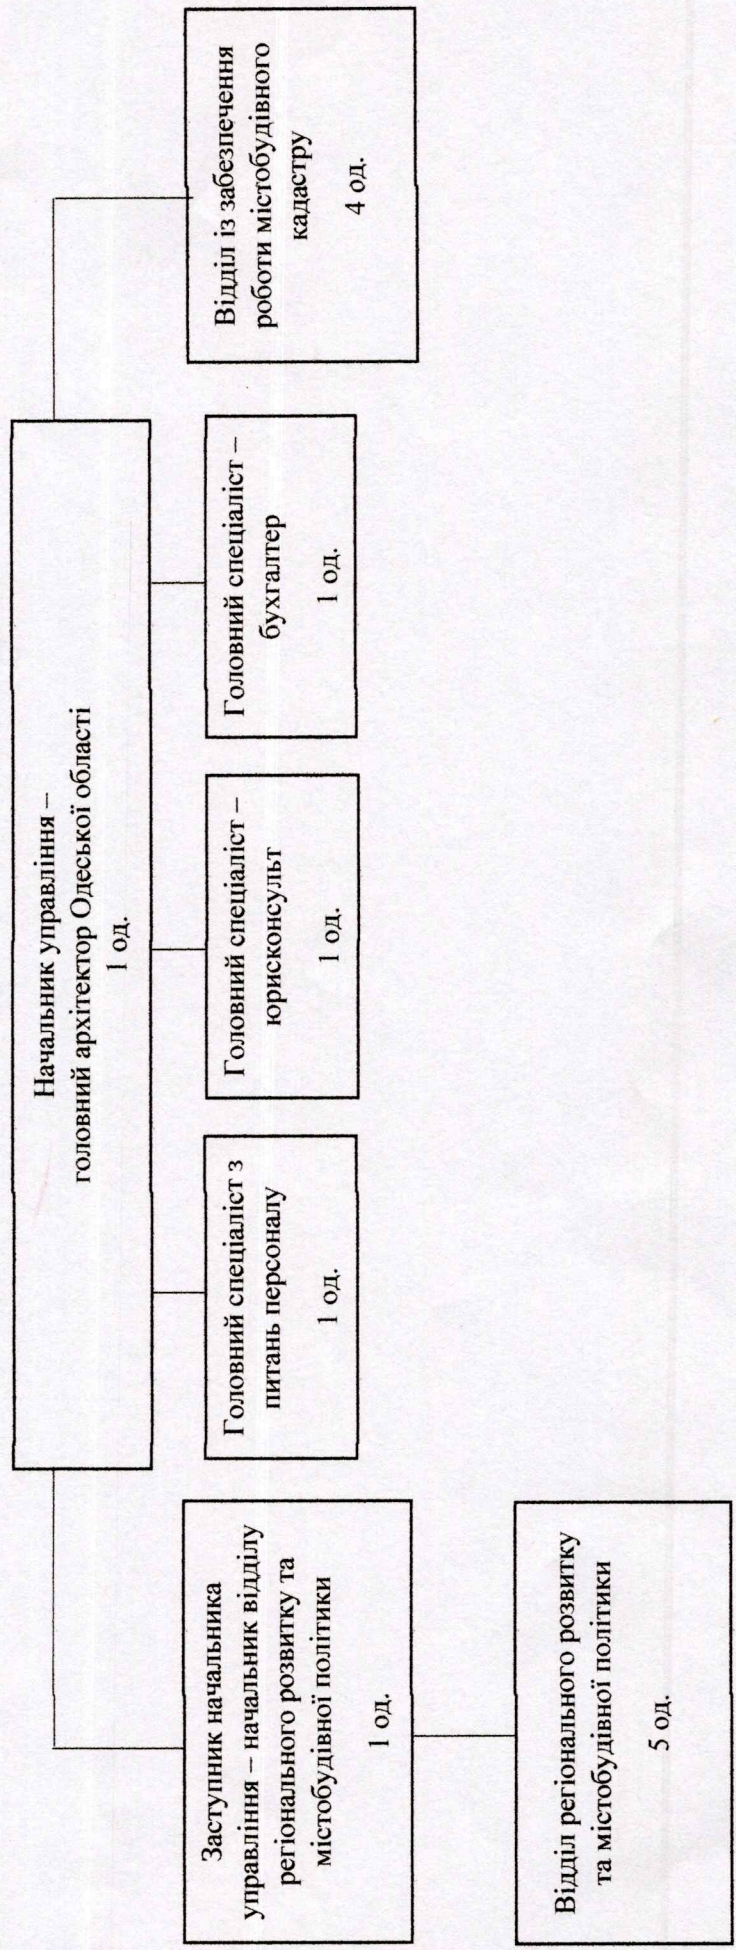 Начальник управління –
головний архітектор Одеської області
1 од.
Заступник начальника
управління – начальник відділу
регіонального розвитку та
містобудівної політики
1 од.
Головний спеціаліст з
питань персоналу
1 од.
Головний спеціаліст –
юрисконсульт
1 од.
Головний спеціаліст –
бухгалтер
1 од.
Відділ із забезпечення
роботи містобудівного
кадастру
4 од.
Відділ регіонального розвитку
та містобудівної політики
5 од.